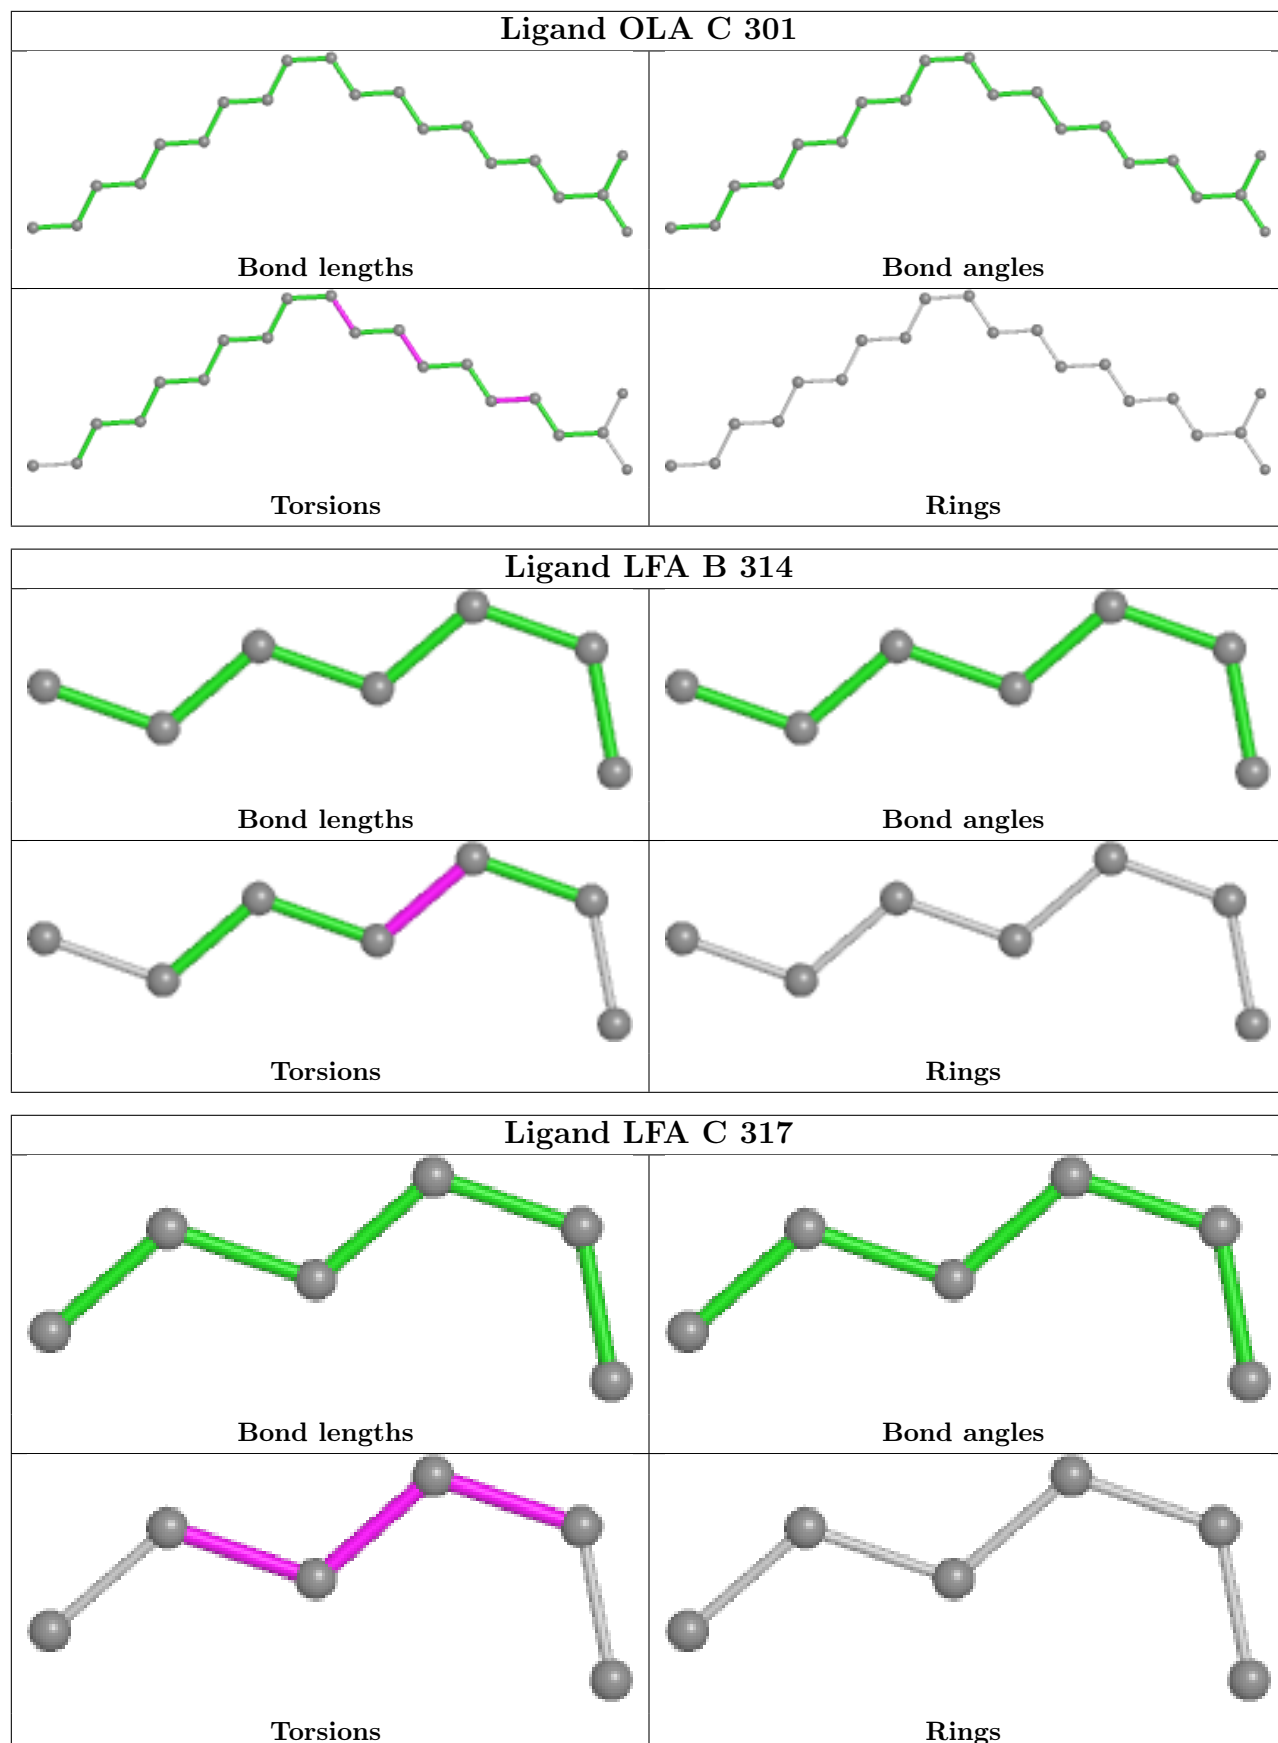 Ligand OLA C 301
Bond lengths
Bond angles
Torsions
Rings
Ligand LFA B 314
Bond lengths
Bond angles
Torsions
Rings
Ligand LFA C 317
Bond lengths
Bond angles
Torsions
Rings